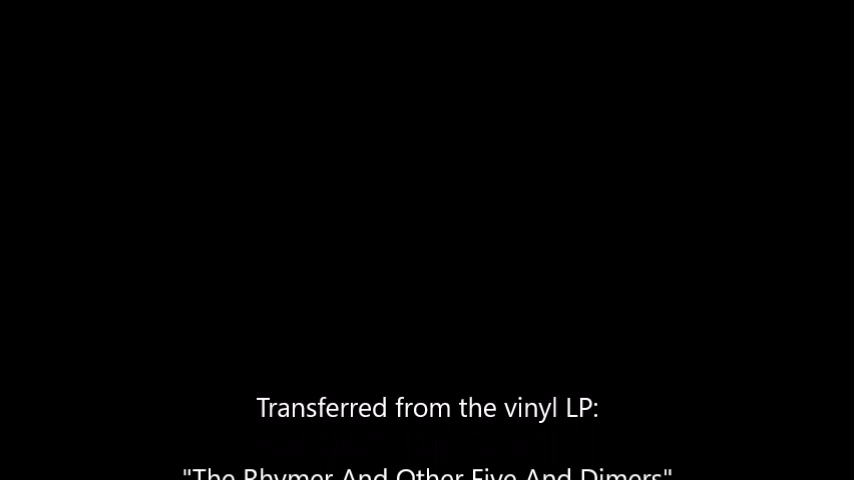 Transferred from the vinyl LP:
"The Rhymer And Other Five And Dimers"